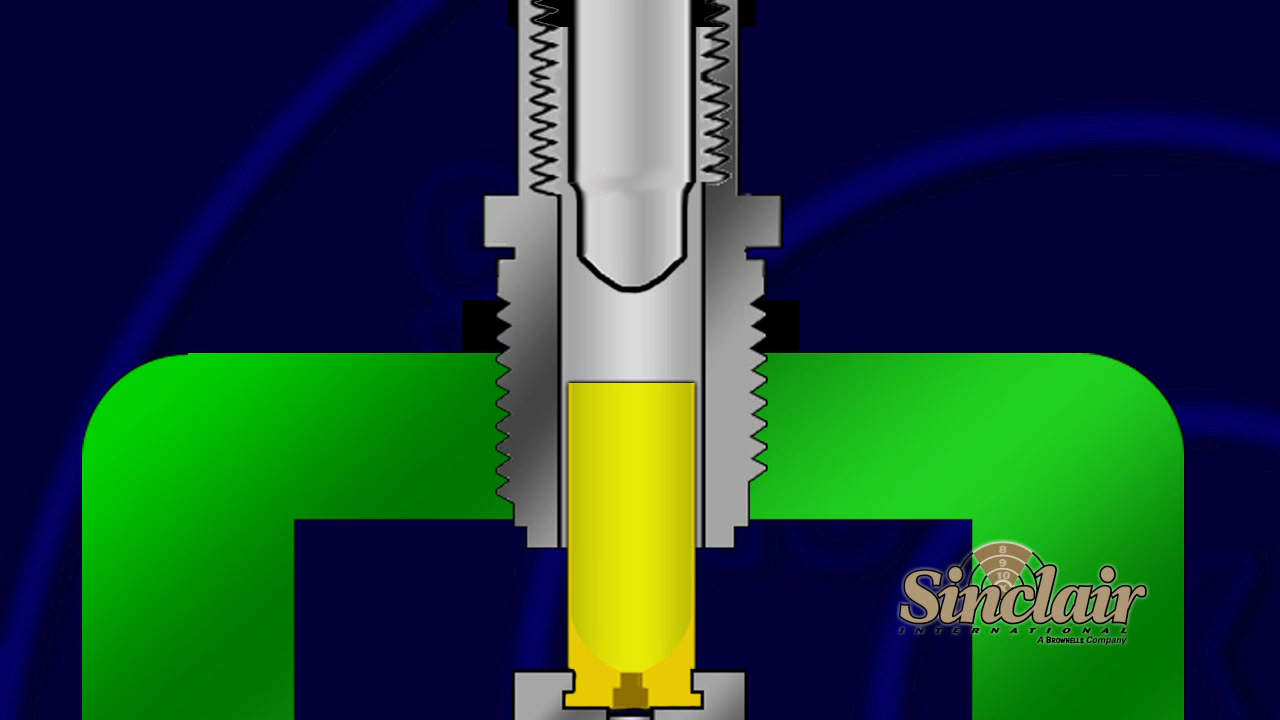 8
9
10
Sinclair
INTERNATIONAL
A BROWNELLS Company